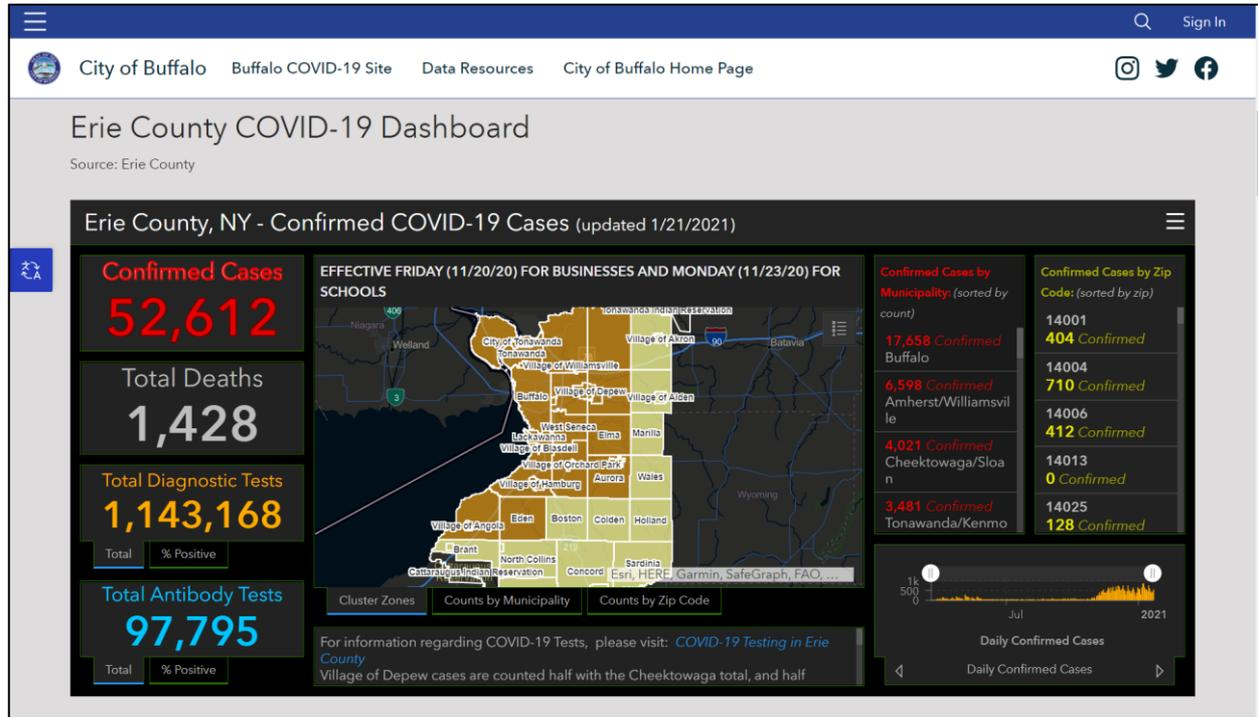 Sign In
City of Buffalo
Buffalo COVID-19 Site
Data Resources
City of Buffalo Home Page
Erie County COVID-19 Dashboard
Source: Erie County
Erie County, NY - Confirmed COVID-19 Cases (updated 1/21/2021)
Confirmed Cases
52,612
Total Deaths
1,428
Total Diagnostic Tests
1,143,168
Total
% Positive
Total Antibody Tests
97,795
Total
% Positive
EFFECTIVE FRIDAY (11/20/20) FOR BUSINESSES AND MONDAY (11/23/20) FOR
SCHOOLS
406
Tonawanda Indian Reservation
Niagara
Welland
City of Tonawanda
Tonawanda
Village of Akron
90
Batavia
Village of Williamsville
3
Buffalo
Village of Depew
Village of Alden
West Seneca
Lackawanna
Elma
Marilla
Village of Blasdell
Village of Orchard Park
Village of Hamburg
Aurora
Wales
Wyoming
Village of Angola
Eden
Boston
Colden
Holland
Brant
219
North Collins
Sardinia
Cattaraugus Indian Reservation
Concord
Esri, HERE, Garmin, SafeGraph, FAO, ...
Cluster Zones
Counts by Municipality
Counts by Zip Code
For information regarding COVID-19 Tests, please visit: COVID-19 Testing in Erie
County
Village of Depew cases are counted half with the Cheektowaga total, and half
Confirmed Cases by
Municipality: (sorted by
count)
17,658 Confirmed
Buffalo
6,598 Confirmed
Amherst/Williamsvil
le
4,021 Confirmed
Cheektowaga/Sloa
n
3,481 Confirmed
Tonawanda/Kenmo
Confirmed Cases by Zip
Code: (sorted by zip)
14001
404 Confirmed
14004
710 Confirmed
14006
412 Confirmed
14013
0 Confirmed
14025
128 Confirmed
1k
500
0
Jul
2021
Daily Confirmed Cases
Daily Confirmed Cases